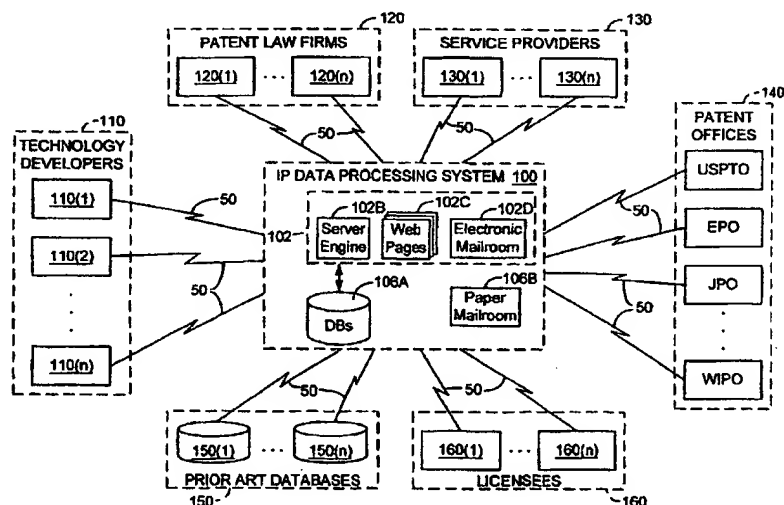 120
PATENT LAW FIRMS
120(1) ... 120(n)
130
SERVICE PROVIDERS
130(1) ... 130(n)
50
50
110
TECHNOLOGY
DEVELOPERS
110(1)
110(2)
110(n)
50
50
IP DATA PROCESSING SYSTEM 100
102
102B
Server
Engine
102C
Web
Pages
102D
Electronic
Mailroom
106A
DBs
106B
Paper
Mailroom
140
PATENT
OFFICES
USPTO
EPO
JPO
WIPO
50
50
50
150(1) ... 150(n)
PRIOR ART DATABASES
150
50
160(1) ... 160(n)
LICENSEES
160